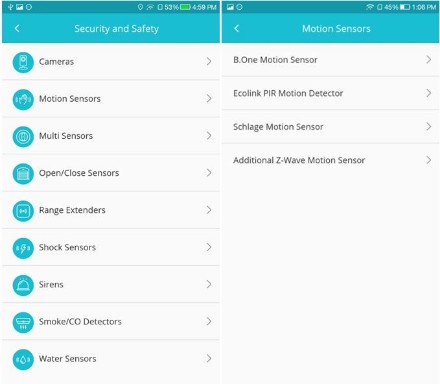 53% 4:59 PM
Security and Safety
Cameras
Motion Sensors
Multi Sensors
Open/Close Sensors
Range Extenders
Shock Sensors
Sirens
Smoke/CO Detectors
Water Sensors
45% 1:06 PM
Motion Sensors
B.One Motion Sensor
Ecolink PIR Motion Detector
Schlage Motion Sensor
Additional Z-Wave Motion Sensor